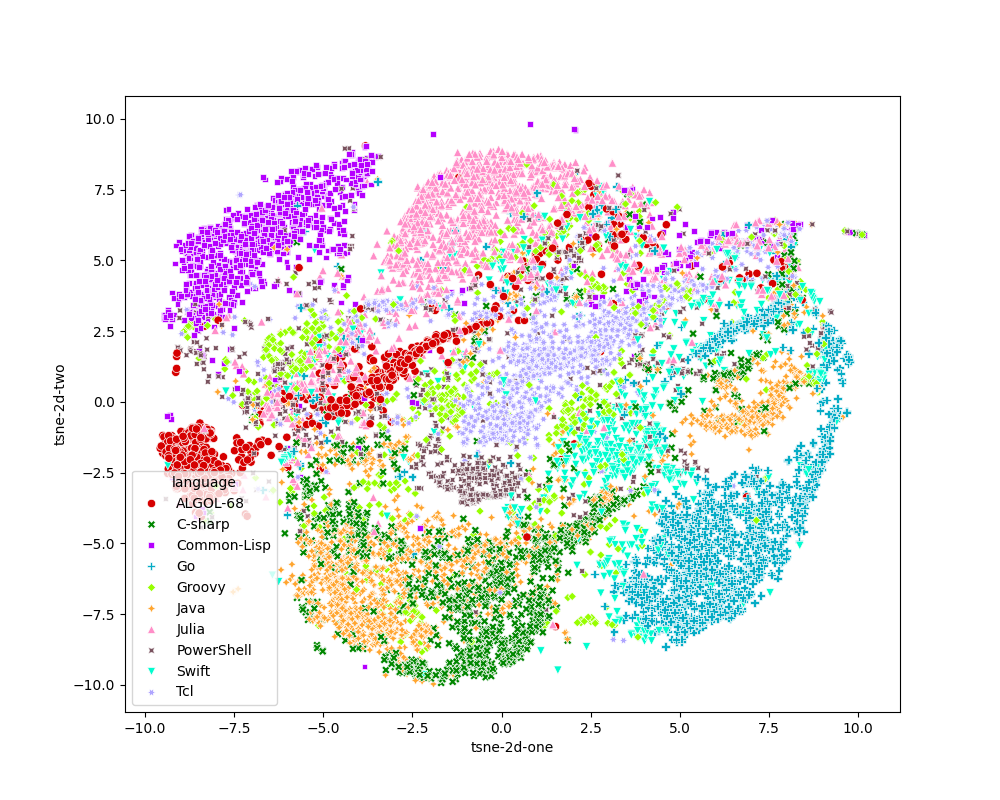 10.0
7.5
5.0
2.5
0.0
−2.5
−5.0
−7.5
−10.0
tsne-2d-two
language
ALGOL-68
C-sharp
Common-Lisp
Go
Groovy
Java
Julia
PowerShell
Swift
Tcl
−10.0 −7.5 −5.0 −2.5 0.0 2.5 5.0 7.5 10.0
tsne-2d-one